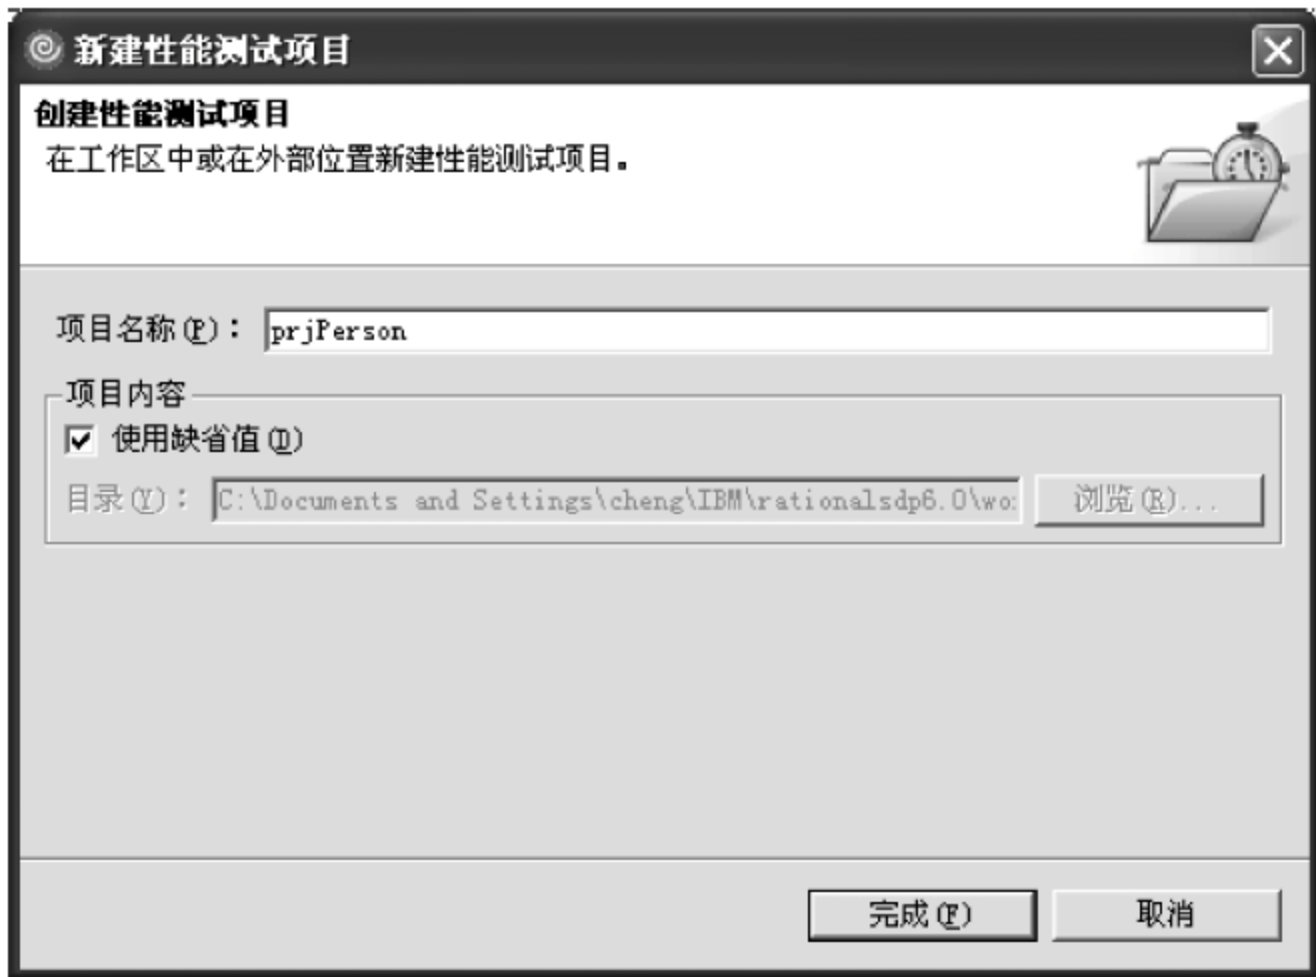 新建性能测试项目
创建性能测试项目
在工作区中或在外部位置新建性能测试项目。
项目名称(P)： prjPerson
项目内容
使用缺省值(D)
目录(Y)： C:\Documents and Settings\cheng\IBM\rationalsdp6.0\wo 浏览(R)...
完成(F) 取消